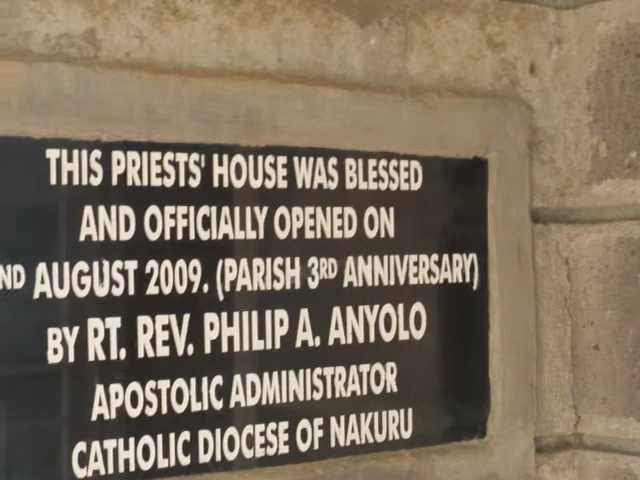 THIS PRIESTS' HOUSE WAS BLESSED
AND OFFICIALLY OPENED ON
ND AUGUST 2009. (PARISH 3RD ANNIVERSARY)
BY RT. REV. PHILIP A. ANYOLO
APOSTOLIC ADMINISTRATOR
CATHOLIC DIOCESE OF NAKURU